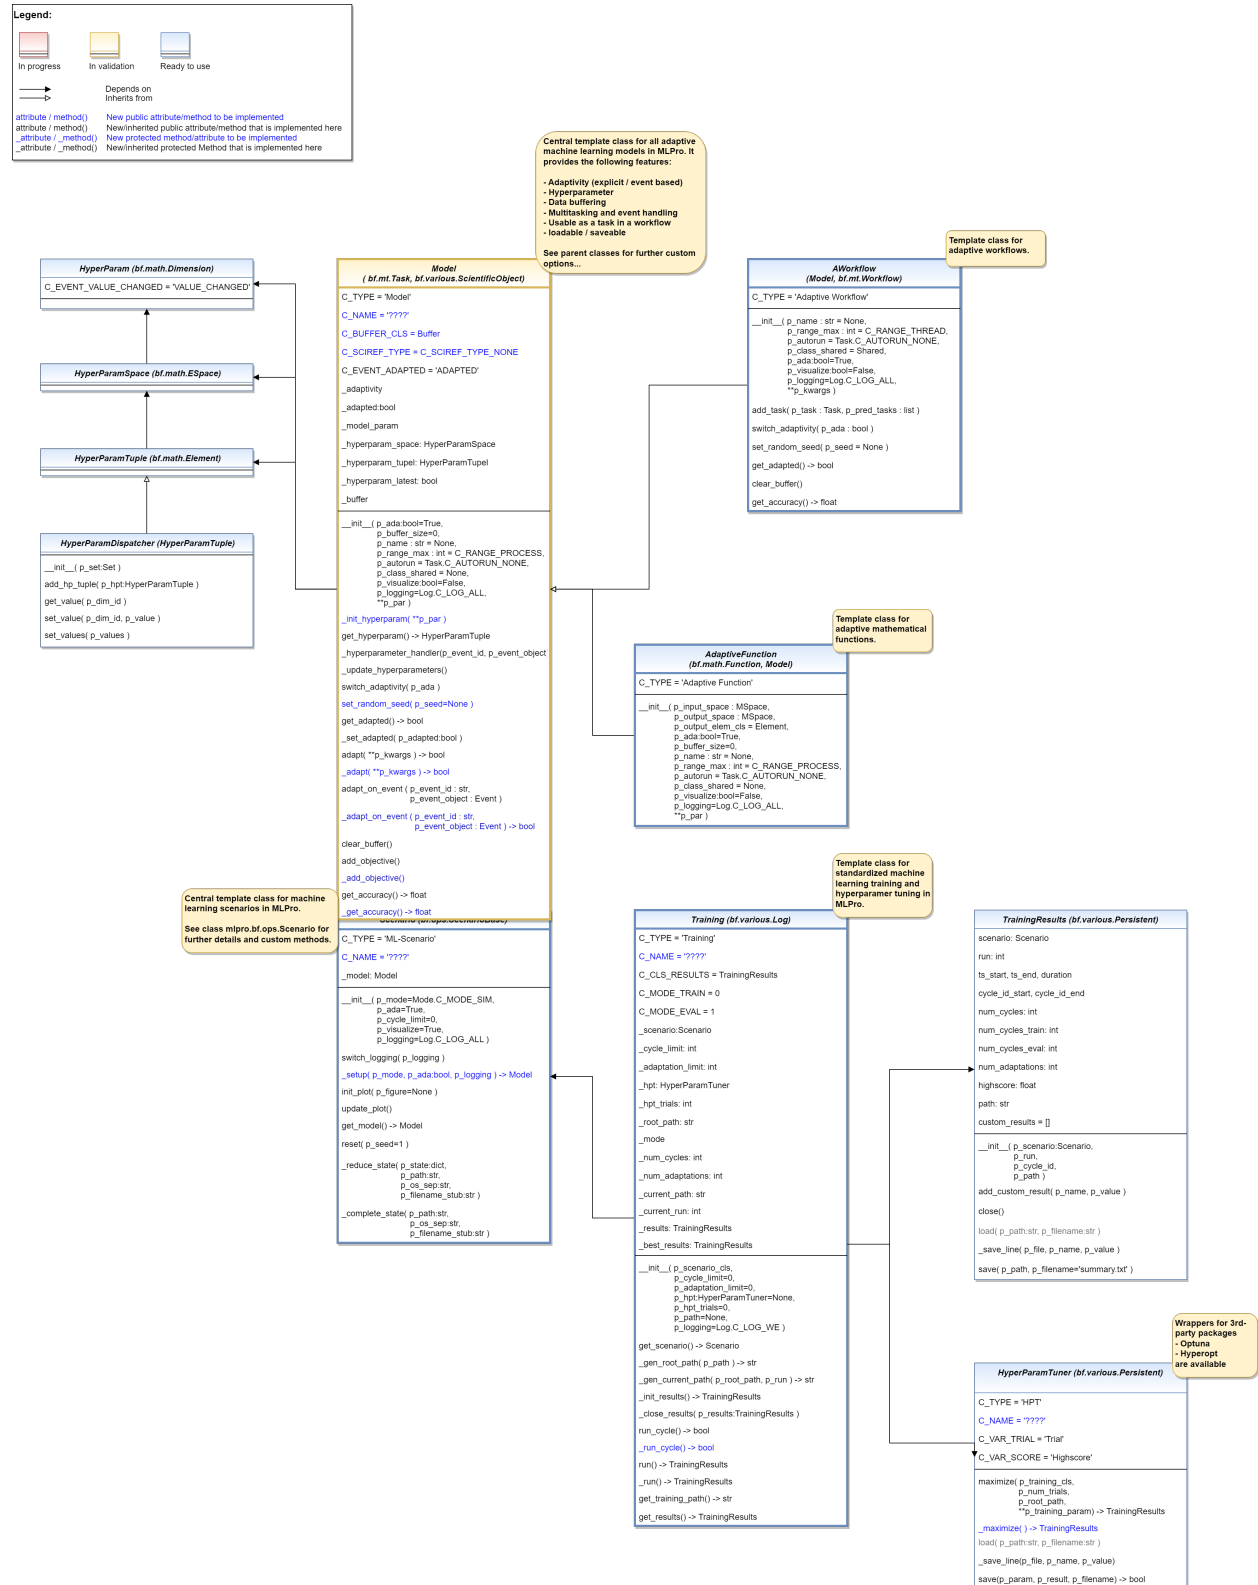 Legend:
In progress
In validation
Ready to use
Depends on
Inherits from
attribute / method() New public attribute/method to be implemented
attribute / method() New/inherited public attribute/method that is implemented here
_attribute / _method() New protected method/attribute to be implemented
_attribute / _method() New/inherited protected Method that is implemented here
Central template class for all adaptive
machine learning models in MLPro. It
provides the following features:
- Adaptivity (explicit / event based)
- Hyperparameter
- Data buffering
- Multitasking and event handling
- Usable as a task in a workflow
- loadable / saveable
See parent classes for further custom
options...
HyperParam (bf.math.Dimension)
C_EVENT_VALUE_CHANGED = 'VALUE_CHANGED'
HyperParamSpace (bf.math.ESpace)
HyperParamTuple (bf.math.Element)
HyperParamDispatcher (HyperParamTuple)
__init__( p_set:Set )
add_hp_tuple( p_hpt:HyperParamTuple )
get_value( p_dim_id )
set_value( p_dim_id, p_value )
set_values( p_values )
Model
( bf.mt.Task, bf.various.ScientificObject)
C_TYPE = 'Model'
C_NAME = '????'
C_BUFFER_CLS = Buffer
C_SCIREF_TYPE = C_SCIREF_TYPE_NONE
C_EVENT_ADAPTED = 'ADAPTED'
_adaptivity
_adapted:bool
_model_param
_hyperparam_space: HyperParamSpace
_hyperparam_tupel: HyperParamTupel
_hyperparam_latest: bool
_buffer
__init__( p_ada:bool=True,
p_buffer_size=0,
p_name : str = None,
p_range_max : int = C_RANGE_PROCESS,
p_autorun = Task.C_AUTORUN_NONE,
p_class_shared = None,
p_visualize:bool=False,
p_logging=Log.C_LOG_ALL,
**p_par )
_init_hyperparam( **p_par )
get_hyperparam() -> HyperParamTuple
_hyperparameter_handler(p_event_id, p_event_object
_update_hyperparameters()
switch_adaptivity( p_ada )
set_random_seed( p_seed=None )
get_adapted() -> bool
_set_adapted( p_adapted:bool )
adapt( **p_kwargs ) -> bool
_adapt( **p_kwargs ) -> bool
adapt_on_event ( p_event_id : str,
p_event_object : Event )
_adapt_on_event ( p_event_id : str,
p_event_object : Event ) -> bool
clear_buffer()
add_objective()
_add_objective()
get_accuracy() -> float
_get_accuracy() -> float
Template class for
adaptive workflows.
AWorkflow
(Model, bf.mt.Workflow)
C_TYPE = 'Adaptive Workflow'
__init__( p_name : str = None,
p_range_max : int = C_RANGE_THREAD,
p_autorun = Task.C_AUTORUN_NONE,
p_class_shared = Shared,
p_ada:bool=True,
p_visualize:bool=False,
p_logging=Log.C_LOG_ALL,
**p_kwargs )
add_task( p_task : Task, p_pred_tasks : list )
switch_adaptivity( p_ada : bool )
set_random_seed( p_seed = None )
get_adapted() -> bool
clear_buffer()
get_accuracy() -> float
Template class for
adaptive mathematical
functions.
AdaptiveFunction
(bf.math.Function, Model)
C_TYPE = 'Adaptive Function'
__init__( p_input_space : MSpace,
p_output_space : MSpace,
p_output_elem_cls = Element,
p_ada:bool=True,
p_buffer_size=0,
p_name : str = None,
p_range_max : int = C_RANGE_PROCESS,
p_autorun = Task.C_AUTORUN_NONE,
p_class_shared = None,
p_visualize:bool=False,
p_logging=Log.C_LOG_ALL,
**p_par )
Central template class for machine
learning scenarios in MLPro.
See class mlpro.bf.ops.Scenario for
further details and custom methods.
Scenario (bf.ops.ScenarioBase)
C_TYPE = 'ML-Scenario'
C_NAME = '????'
_model: Model
__init__( p_mode=Mode.C_MODE_SIM,
p_ada=True,
p_cycle_limit=0,
p_visualize=True,
p_logging=Log.C_LOG_ALL )
switch_logging( p_logging )
_setup( p_mode, p_ada:bool, p_logging ) -> Model
init_plot( p_figure=None )
update_plot()
get_model() -> Model
reset( p_seed=1 )
_reduce_state( p_state:dict,
p_path:str,
p_os_sep:str,
p_filename_stub:str )
_complete_state( p_path:str,
p_os_sep:str,
p_filename_stub:str )
Template class for
standardized machine
learning training and
hyperparamer tuning in
MLPro.
Training (bf.various.Log)
C_TYPE = 'Training'
C_NAME = '????'
C_CLS_RESULTS = TrainingResults
C_MODE_TRAIN = 0
C_MODE_EVAL = 1
_scenario:Scenario
_cycle_limit: int
_adaptation_limit: int
_hpt: HyperParamTuner
_hpt_trials: int
_root_path: str
_mode
_num_cycles: int
_num_adaptations: int
_current_path: str
_current_run: int
_results: TrainingResults
_best_results: TrainingResults
__init__( p_scenario_cls,
p_cycle_limit=0,
p_adaptation_limit=0,
p_hpt:HyperParamTuner=None,
p_hpt_trials=0,
p_path=None,
p_logging=Log.C_LOG_WE )
get_scenario() -> Scenario
_gen_root_path( p_path ) -> str
_gen_current_path( p_root_path, p_run ) -> str
_init_results() -> TrainingResults
_close_results( p_results:TrainingResults )
run_cycle() -> bool
_run_cycle() -> bool
run() -> TrainingResults
_run() -> TrainingResults
get_training_path() -> str
get_results() -> TrainingResults
TrainingResults (bf.various.Persistent)
scenario: Scenario
run: int
ts_start, ts_end, duration
cycle_id_start, cycle_id_end
num_cycles: int
num_cycles_train: int
num_cycles_eval: int
num_adaptations: int
highscore: float
path: str
custom_results = []
__init__( p_scenario:Scenario,
p_run,
p_cycle_id,
p_path )
add_custom_result( p_name, p_value )
close()
load( p_path:str, p_filename:str )
_save_line( p_file, p_name, p_value )
save( p_path, p_filename='summary.txt' )
Wrappers for 3rd-
party packages
- Optuna
- Hyperopt
are available
HyperParamTuner (bf.various.Persistent)
C_TYPE = 'HPT'
C_NAME = '????'
C_VAR_TRIAL = 'Trial'
C_VAR_SCORE = 'Highscore'
maximize( p_training_cls,
p_num_trials,
p_root_path,
**p_training_param) -> TrainingResults
_maximize( ) -> TrainingResults
load( p_path:str, p_filename:str )
_save_line(p_file, p_name, p_value)
save(p_param, p_result, p_filename) -> bool